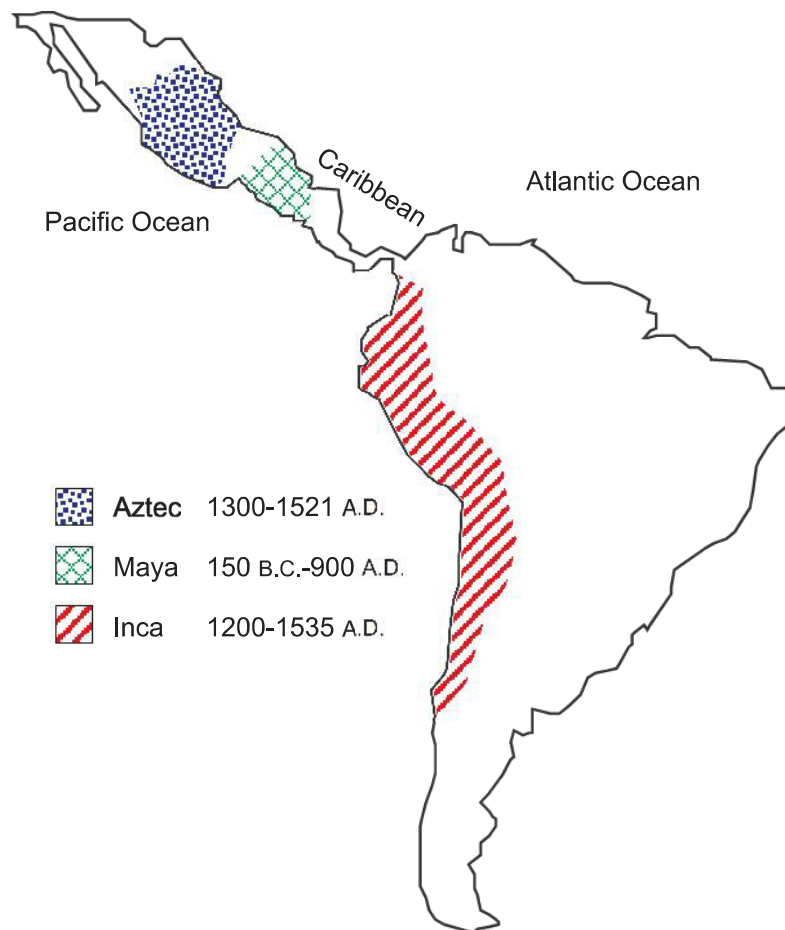 Caribbean
Atlantic Ocean
Pacific Ocean
Aztec 1300-1521 A.D.
Maya 150 B.C.-900 A.D.
Inca 1200-1535 A.D.